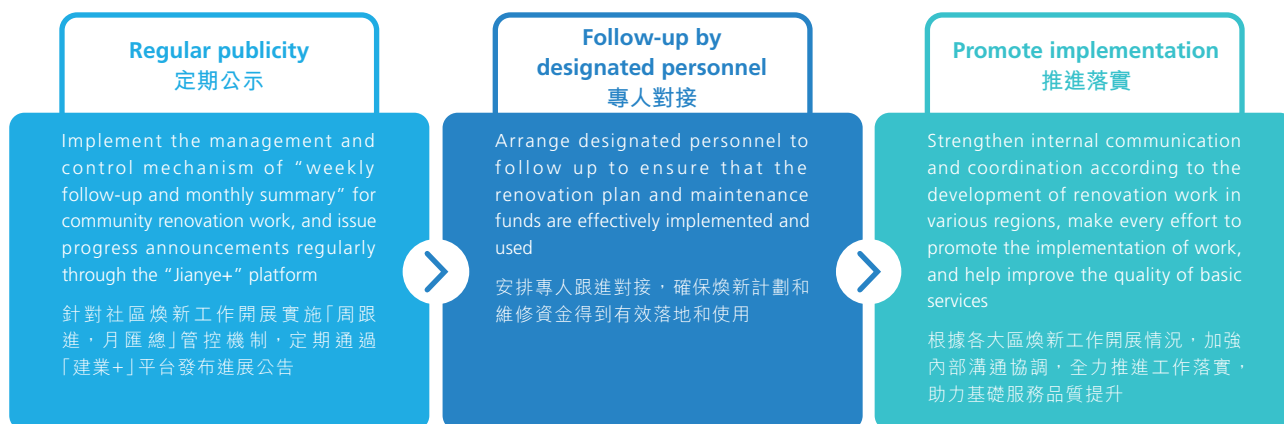 Regular publicity
定期公示
Implement the management and
control mechanism of “weekly
follow-up and monthly summary” for
community renovation work, and issue
progress announcements regularly
through the “Jianye+” platform
針對社區煥新工作開展實施「周跟
進，月匯總」管控機制，定期通過
「建業+」平台發布進展公告
Follow-up by
designated personnel
專人對接
Arrange designated personnel to
follow up to ensure that the
renovation plan and maintenance
funds are effectively implemented and
used
安排專人跟進對接，確保煥新計劃和
維修資金得到有效落地和使用
Promote implementation
推進落實
Strengthen internal communication
and coordination according to the
development of renovation work in
various regions, make every effort to
promote the implementation of work,
and help improve the quality of basic
services
根據各大區煥新工作開展情況，加強
內部溝通協調，全力推進工作落實，
助力基礎服務品質提升